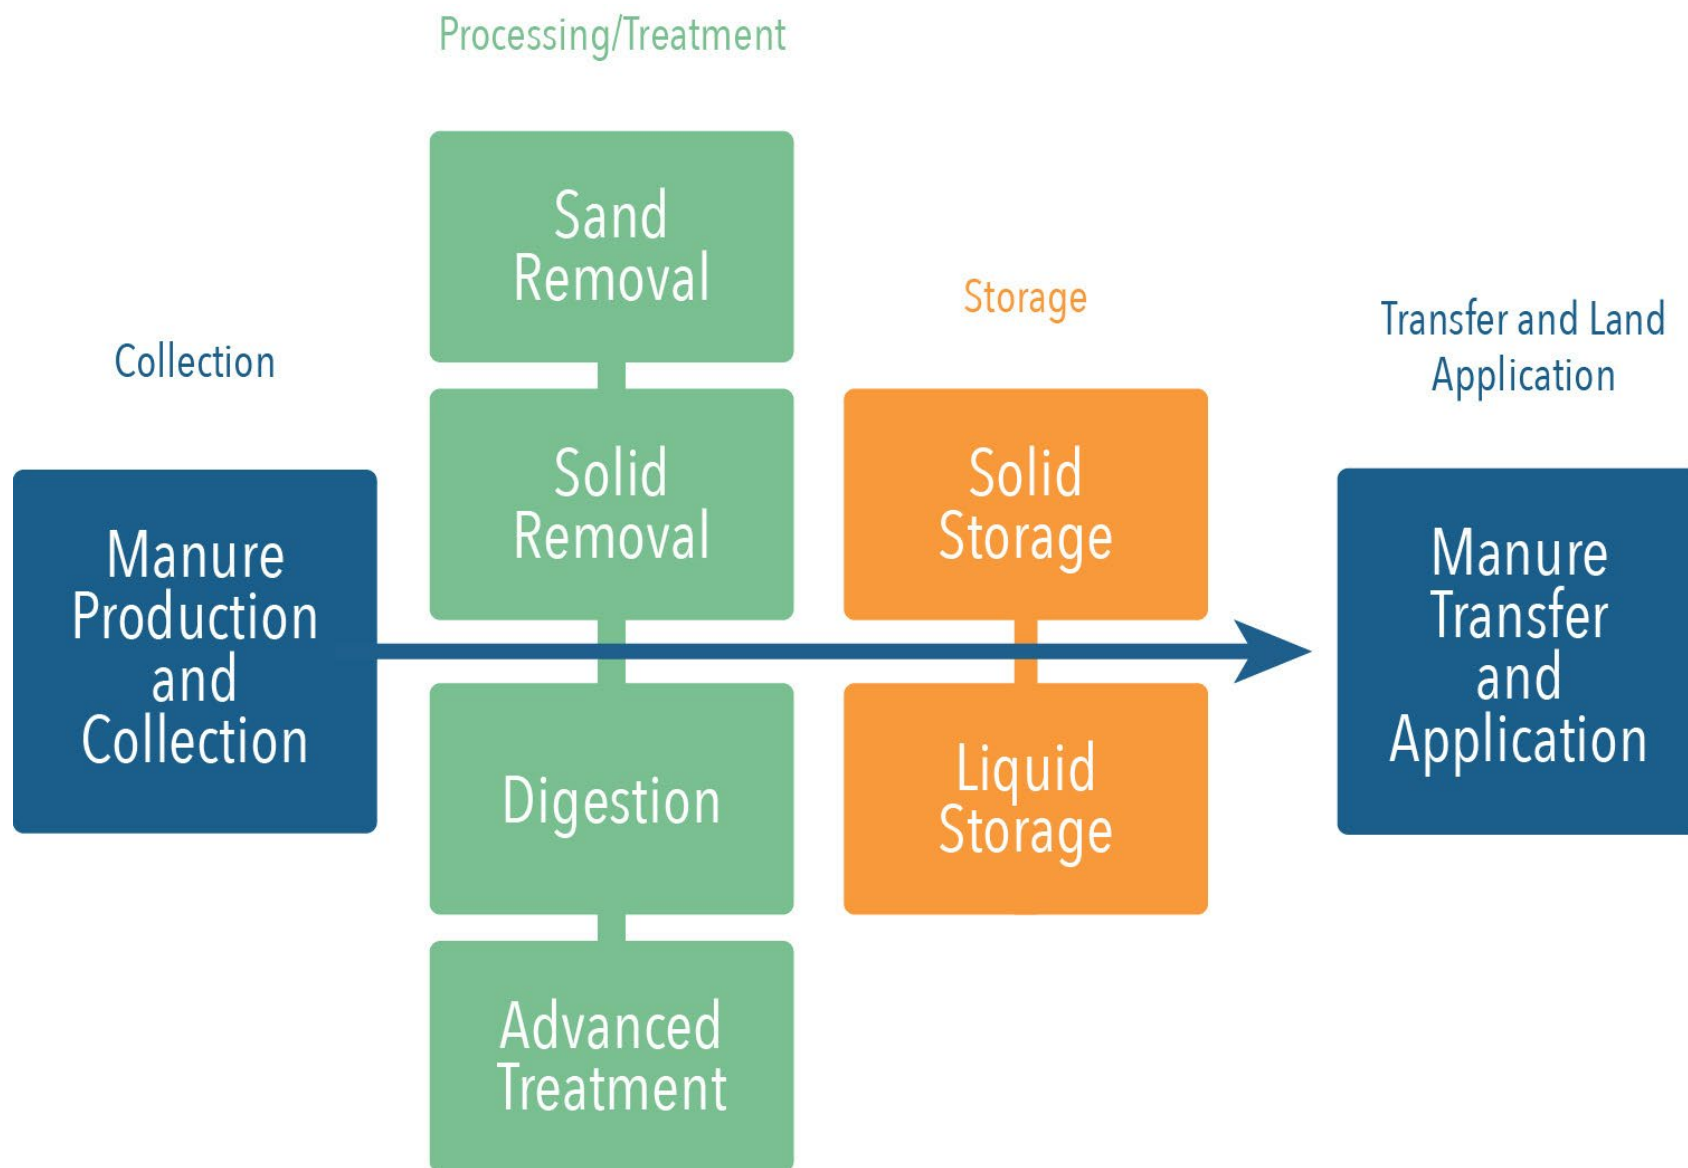 Processing/Treatment
Sand
Removal
Storage
Transfer and Land
Application
Collection
Solid
Removal
Solid
Storage
Manure
Production
and
Collection
Manure
Transfer
and
Application
Digestion
Liquid
Storage
Advanced
Treatment